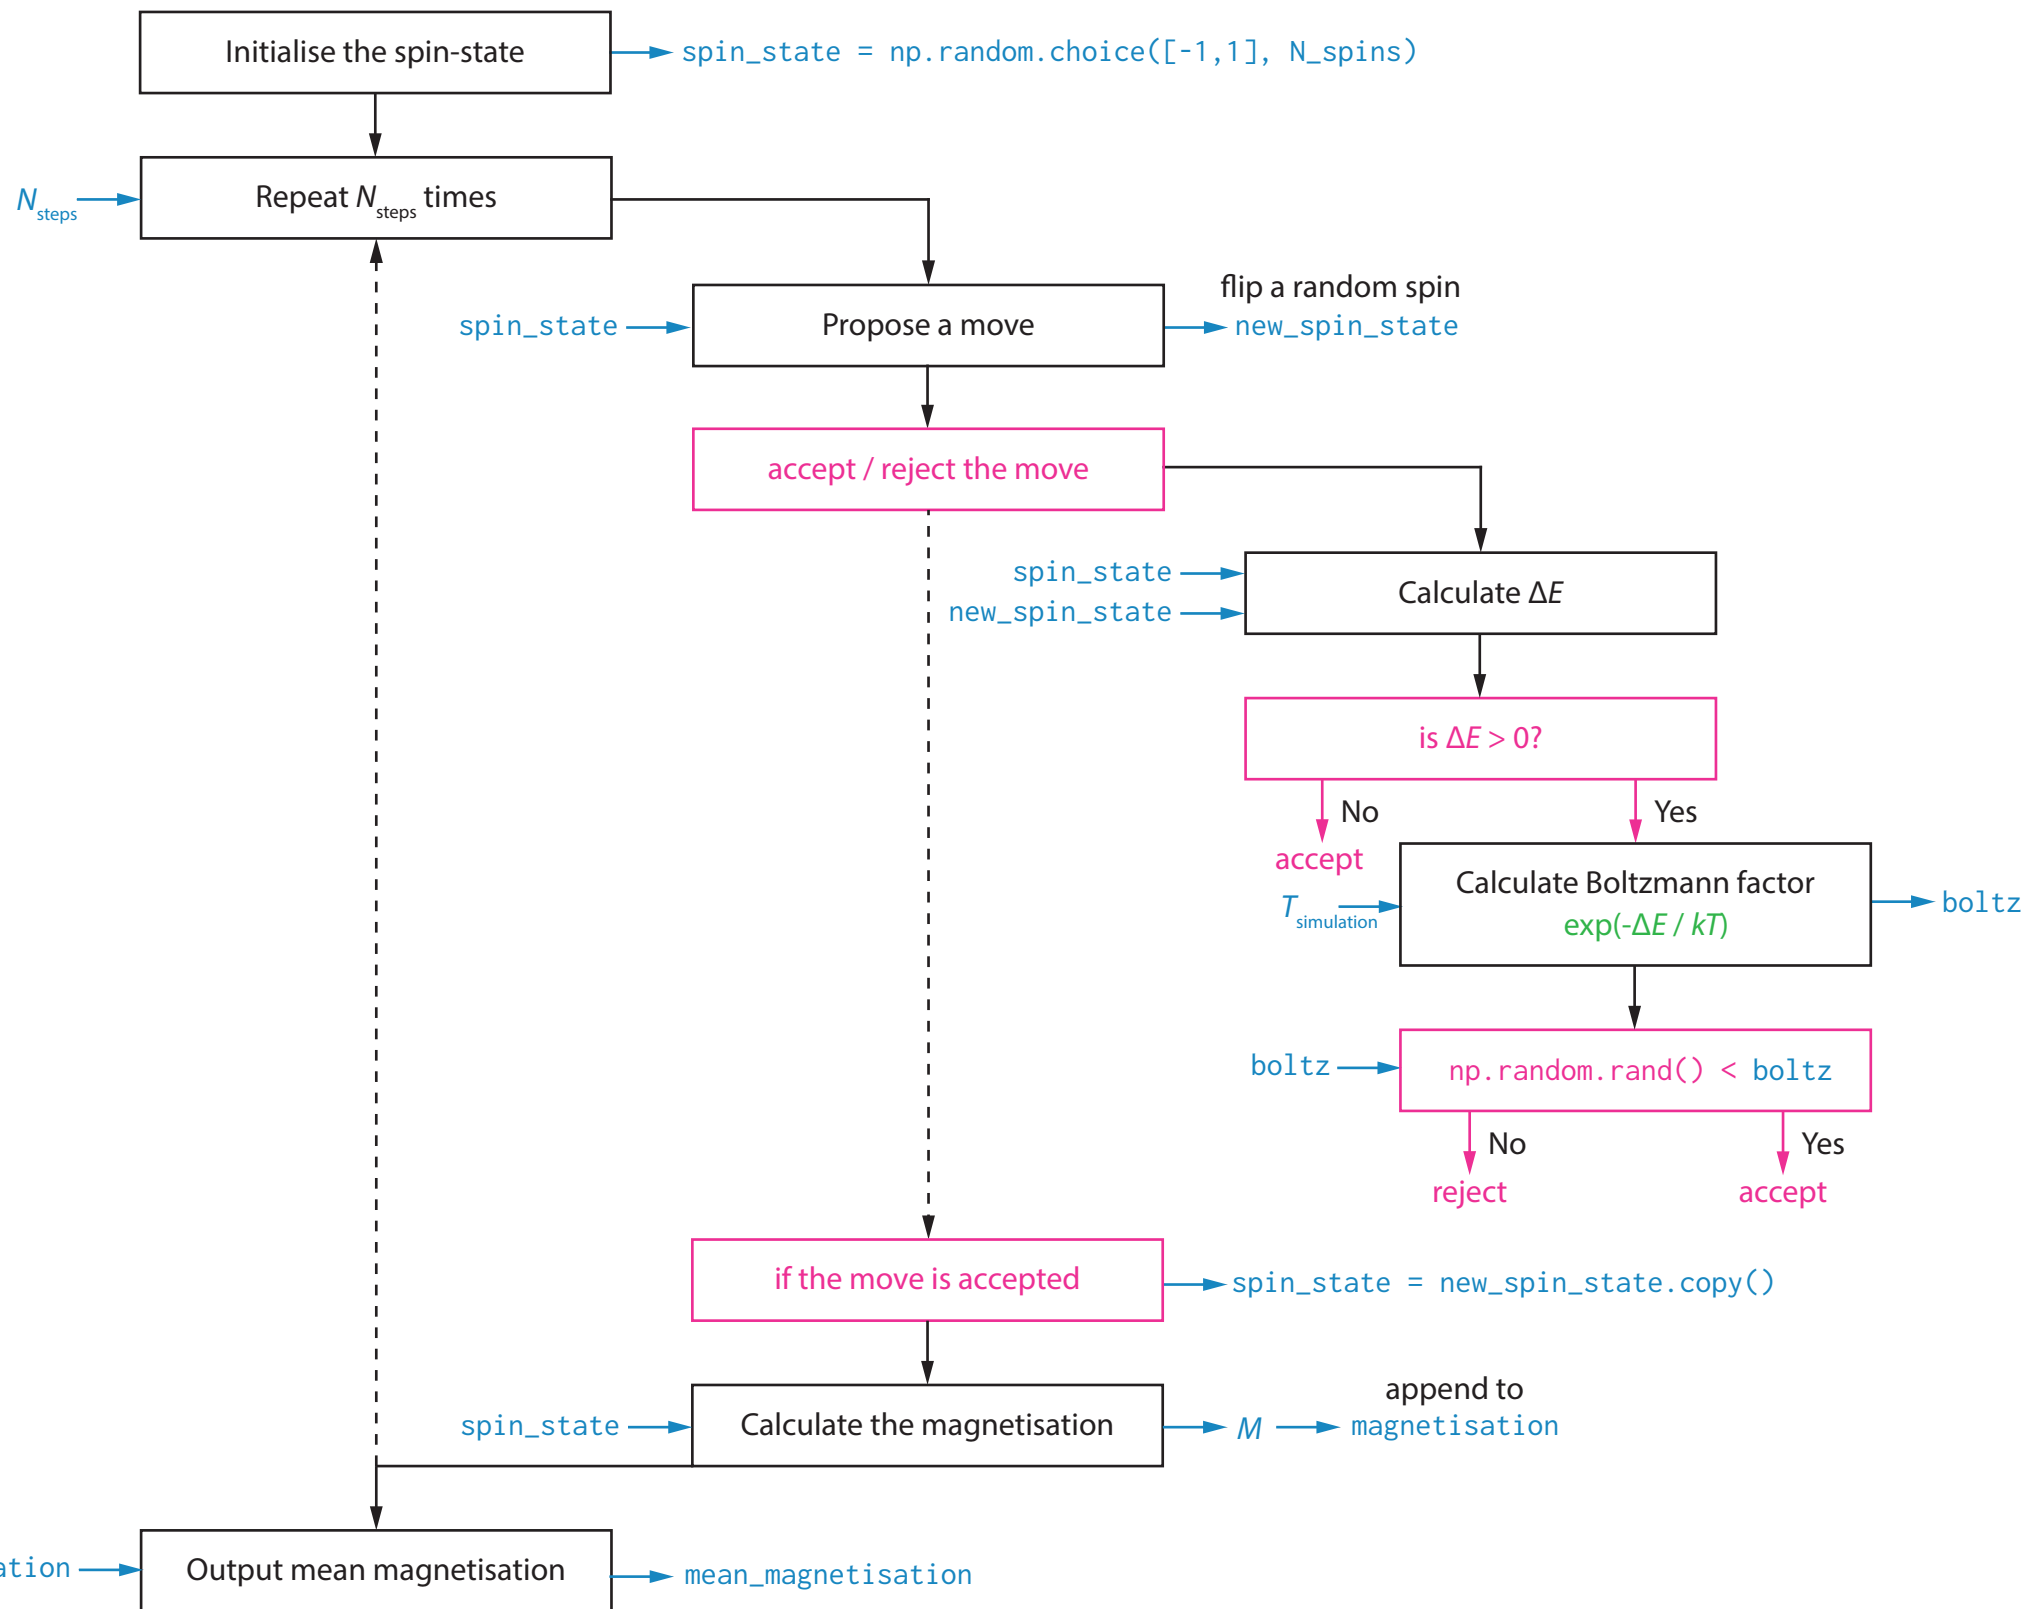 Initialise the spin-state
spin_state = np.random.choice([-1,1], N_spins)
N_steps
Repeat N_steps times
flip a random spin
spin_state
Propose a move
new_spin_state
accept / reject the move
spin_state
Calculate ΔE
new_spin_state
is ΔE > 0?
No
Yes
accept
Calculate Boltzmann factor
T_simulation
exp(-ΔE / kT)
boltz
boltz
np.random.rand() < boltz
No
Yes
reject
accept
if the move is accepted
spin_state = new_spin_state.copy()
append to
spin_state
Calculate the magnetisation
M
magnetisation
ation
Output mean magnetisation
mean_magnetisation